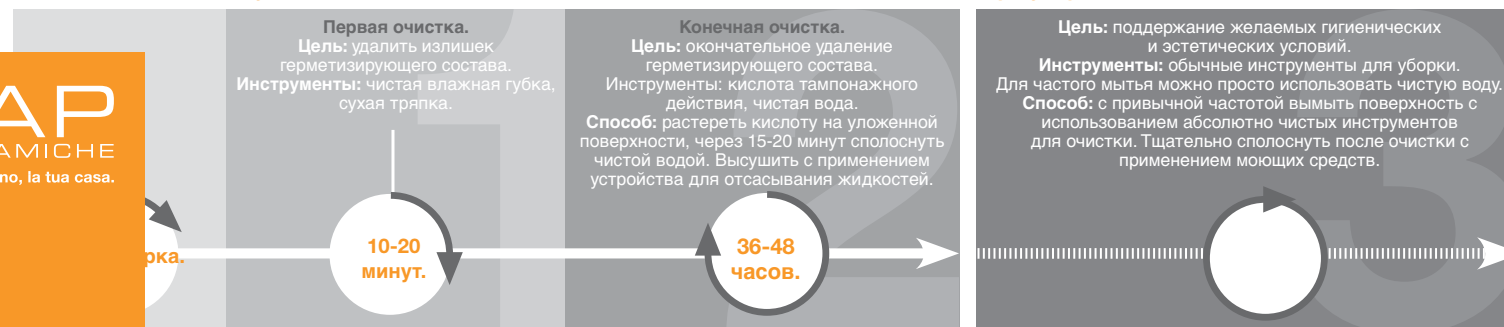 AP
AMICHE
no, la tua casa.
рка.
Первая очистка.
Цель: удалить излишек
герметизирующего состава.
Инструменты: чистая влажная губка,
сухая тряпка.
10-20
минут.
1
Конечная очистка.
Цель: окончательное удаление
герметизирующего состава.
Инструменты: кислота тампонажного
действия, чистая вода.
Способ: растереть кислоту на уложенной
поверхности, через 15-20 минут сполоснуть
чистой водой. Высушить с применением
устройства для отсасывания жидкостей.
36-48
часов.
2
Цель: поддержание желаемых гигиенических
и эстетических условий.
Инструменты: обычные инструменты для уборки.
Для частого мытья можно просто использовать чистую воду.
Способ: с привычной частотой вымыть поверхность с
использованием абсолютно чистых инструментов
для очистки. Тщательно сполоснуть после очистки с
применением моющих средств.
3